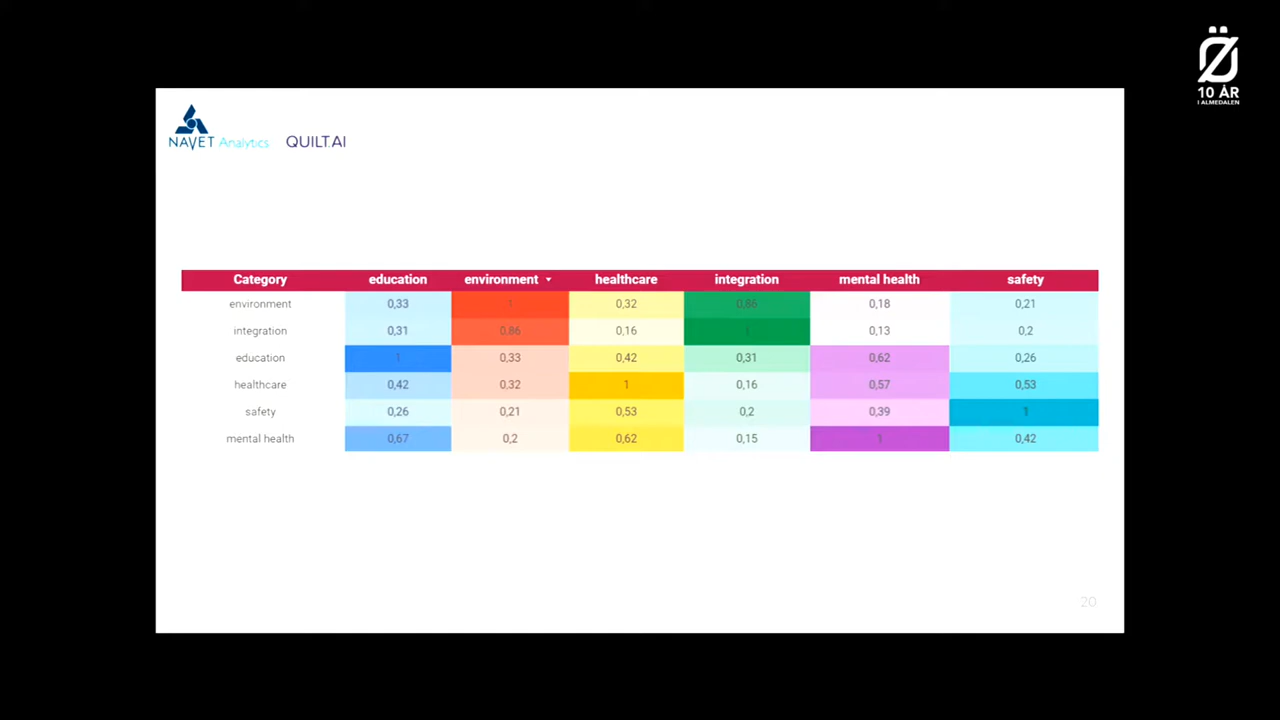 Ö
10 ÅR
I ALMEDALEN
NAVET Analytics QUILT.AI
Category education environment healthcare integration mental health safety
environment 0,33 1 0,32 0,86 0,18 0,21
integration 0,31 0,86 0,16 1 0,13 0,2
education 1 0,33 0,42 0,31 0,62 0,26
healthcare 0,42 0,32 1 0,16 0,57 0,53
safety 0,26 0,21 0,53 0,2 0,39 1
mental health 0,67 0,2 0,62 0,15 1 0,42
20